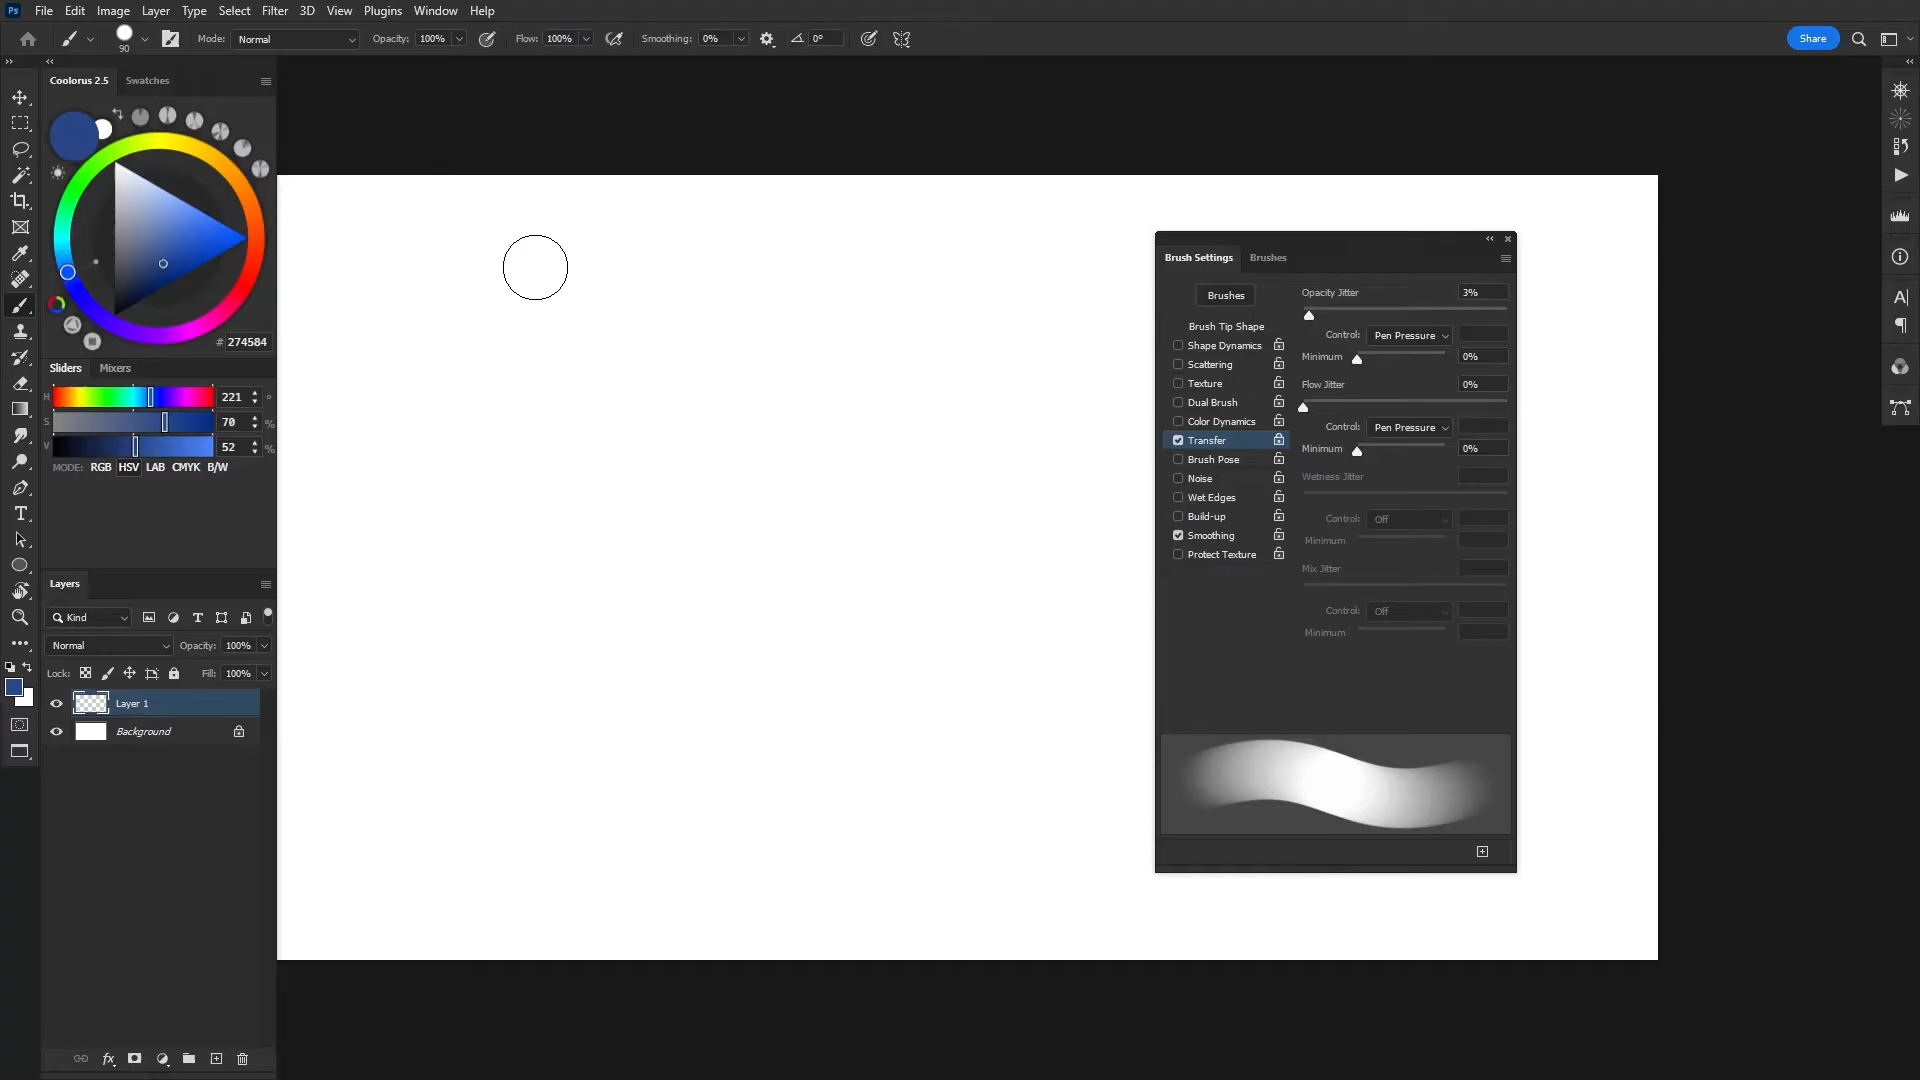 Ps File Edit Image Layer Type Select Filter 3D View Plugins Window Help
90 Mode: Normal Opacity: 100% Flow: 100% Smoothing: 0% 0° Share
Coolorus 2.5 Swatches
# 274584
Sliders Mixers
H 221 °
S 70 %
V 52 %
MODE: RGB HSV LAB CMYK B/W
Layers
Kind
Normal Opacity: 100%
Lock: Fill: 100%
Layer 1
Background
fx
Brush Settings Brushes
Brushes
Brush Tip Shape
Shape Dynamics
Scattering
Texture
Dual Brush
Color Dynamics
Transfer
Brush Pose
Noise
Wet Edges
Build-up
Smoothing
Protect Texture
Opacity Jitter 3%
Control: Pen Pressure
Minimum 0%
Flow Jitter 0%
Control: Pen Pressure
Minimum 0%
Wetness Jitter
Control: Off
Minimum
Mix Jitter
Control: Off
Minimum